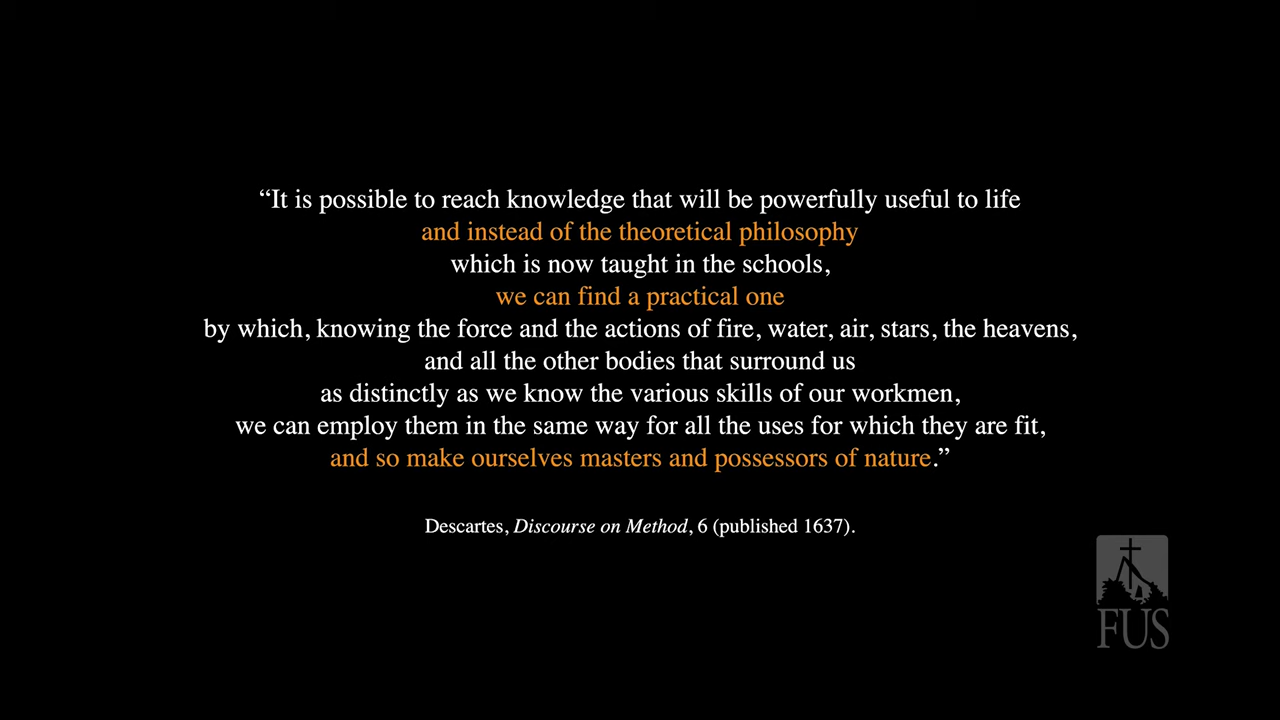 “It is possible to reach knowledge that will be powerfully useful to life
and instead of the theoretical philosophy
which is now taught in the schools,
we can find a practical one
by which, knowing the force and the actions of fire, water, air, stars, the heavens,
and all the other bodies that surround us
as distinctly as we know the various skills of our workmen,
we can employ them in the same way for all the uses for which they are fit,
and so make ourselves masters and possessors of nature.”
Descartes, Discourse on Method, 6 (published 1637).
FUS